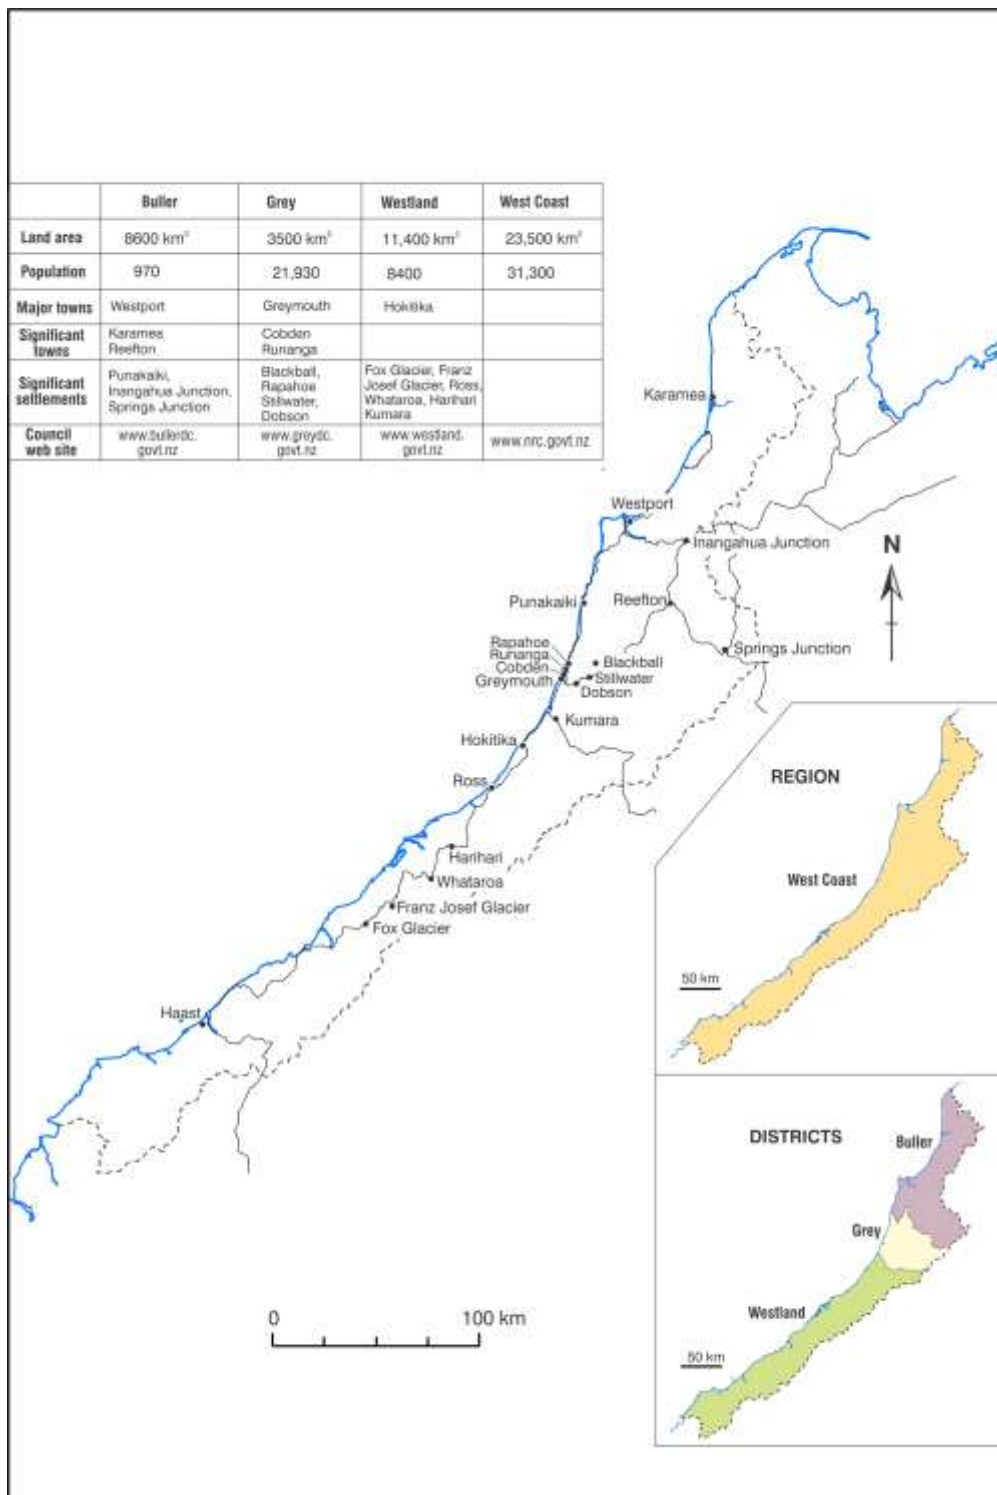 Buller Grey Westland West Coast
Land area 8600 km² 3500 km² 11,400 km² 23,500 km²
Population 970 21,930 8400 31,300
Major towns Westport Greymouth Hokitika
Significant towns Karamea Reefton Cobden Runanga
Significant settlements
Punakaiki,
Inangahua Junction,
Springs Junction
Blackball,
Rapahoe
Stillwater,
Dobson
Fox Glacier, Franz
Josef Glacier, Ross,
Whataroa, Harihari
Kumara
Council web site
www.bullerdc.
govt.nz
www.greydc.
govt.nz
www.westland.
govt.nz
www.nrc.govt.nz
Karamea
Westport
Inangahua Junction
N
Punakaiki
Reefton
Rapahoe
Runanga
Cobden
Greymouth
Blackball
Stillwater
Dobson
Springs Junction
Kumara
Hokitika
Ross
Harihari
Whataroa
Franz Josef Glacier
Fox Glacier
Haast
0 100 km
REGION
West Coast
50 km
DISTRICTS
Buller
Grey
Westland
50 km